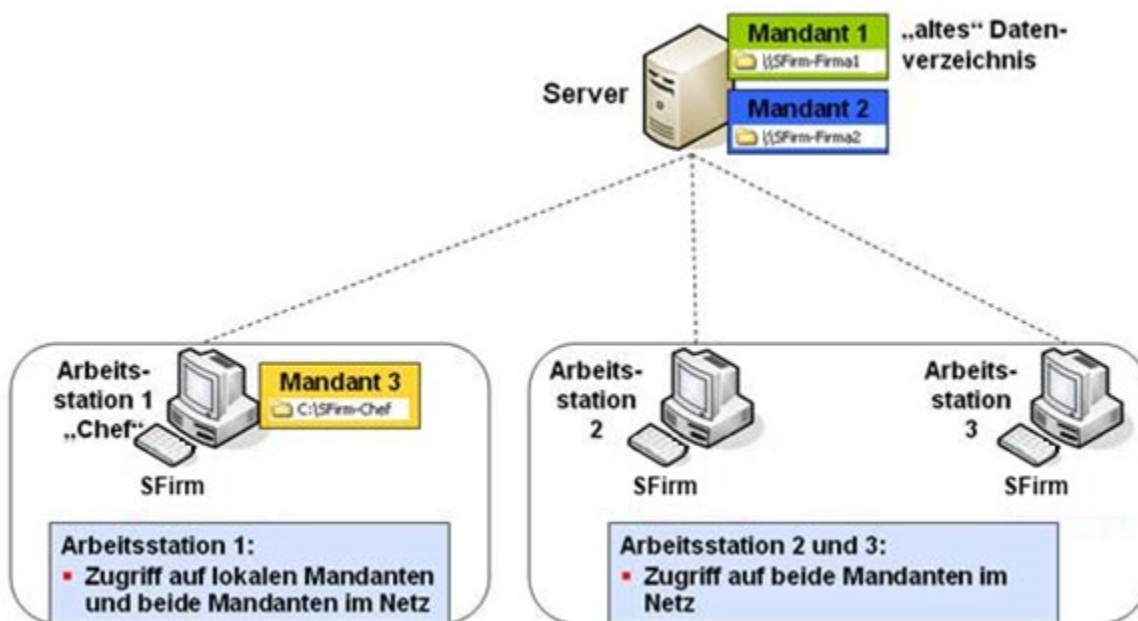 Mandant 1
\\SFirm-Firma1
„altes“ Daten-
verzeichnis
Server
Mandant 2
\\SFirm-Firma2
Arbeits-
station 1
„Chef“
Mandant 3
C:\SFirm-Chef
SFirm
Arbeits-
station
2
SFirm
Arbeits-
station
3
SFirm
Arbeitsstation 1:
▪ Zugriff auf lokalen Mandanten
und beide Mandanten im Netz
Arbeitsstation 2 und 3:
▪ Zugriff auf beide Mandanten im
Netz